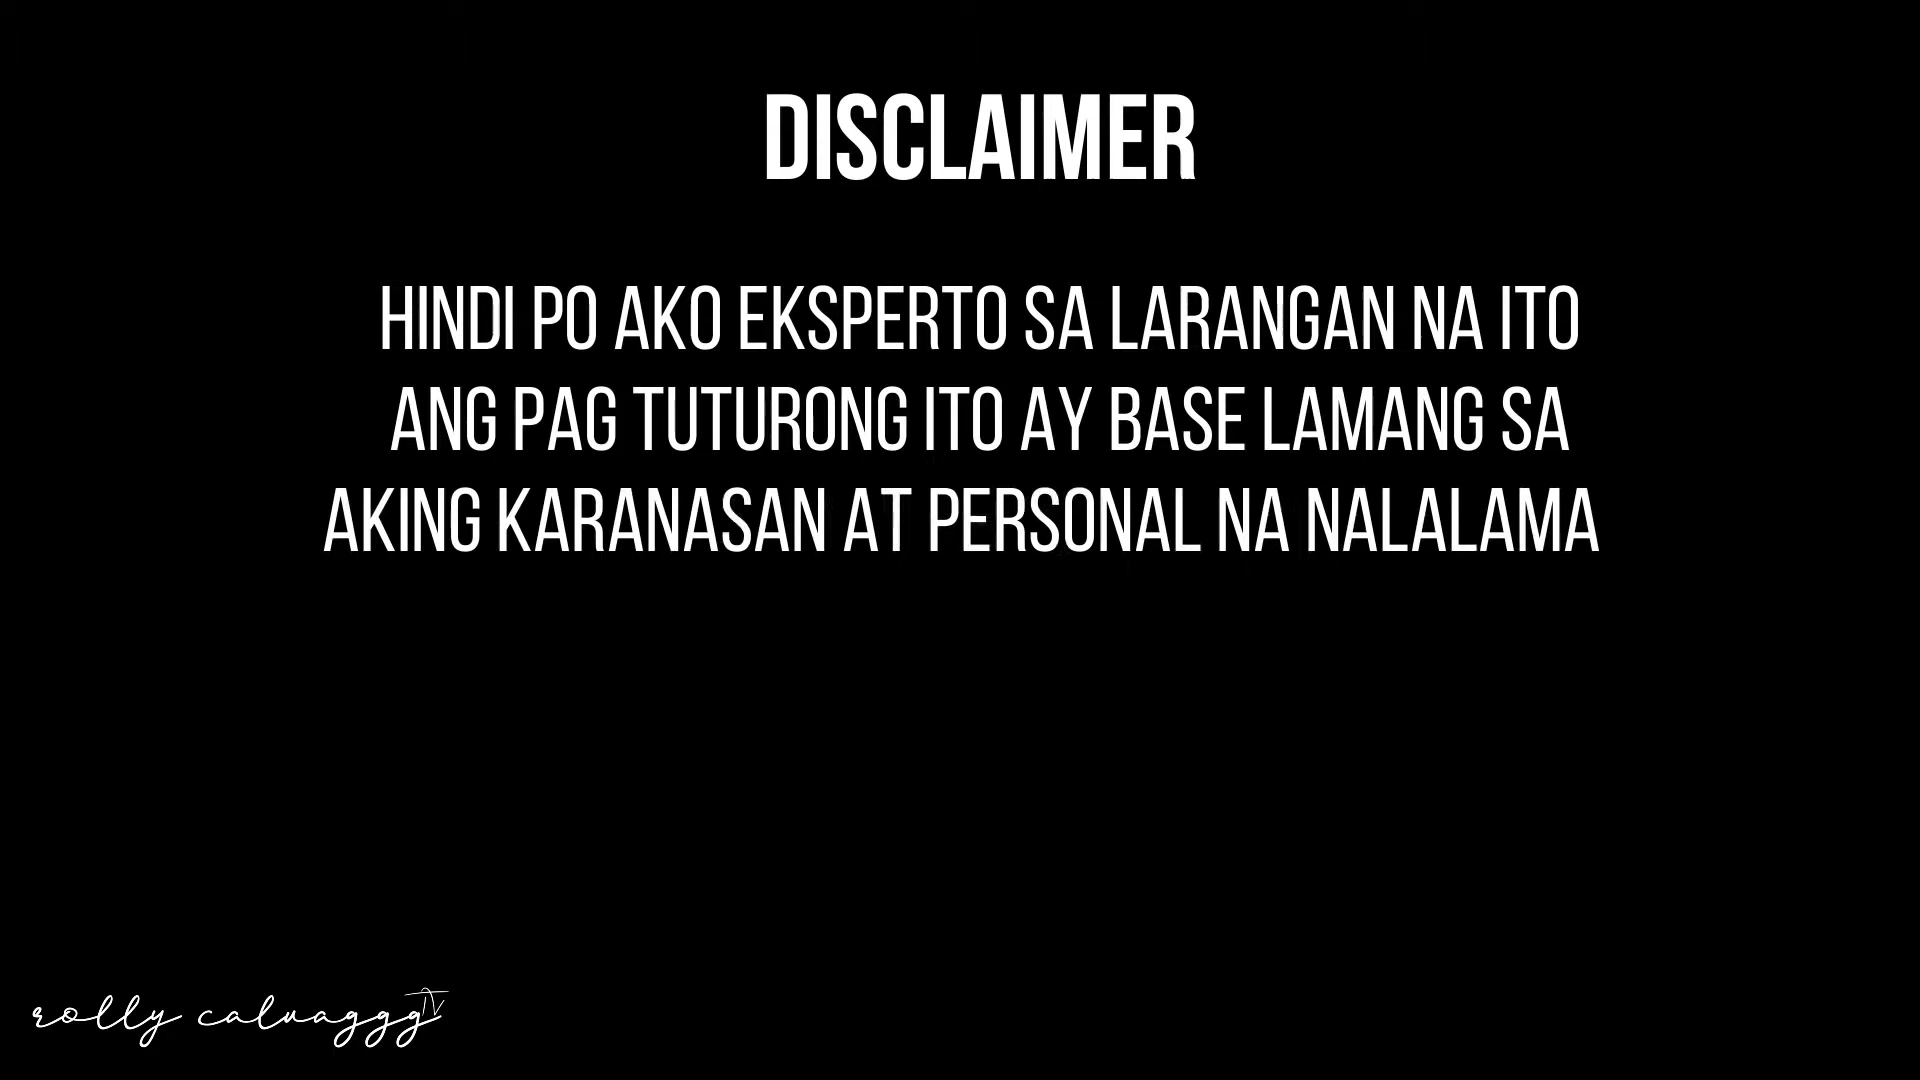 DISCLAIMER
HINDI PO AKO EKSPERTO SA LARANGAN NA ITO
ANG PAG TUTURONG ITO AY BASE LAMANG SA
AKING KARANASAN AT PERSONAL NA NALALAMA
rolly calvaggg TV